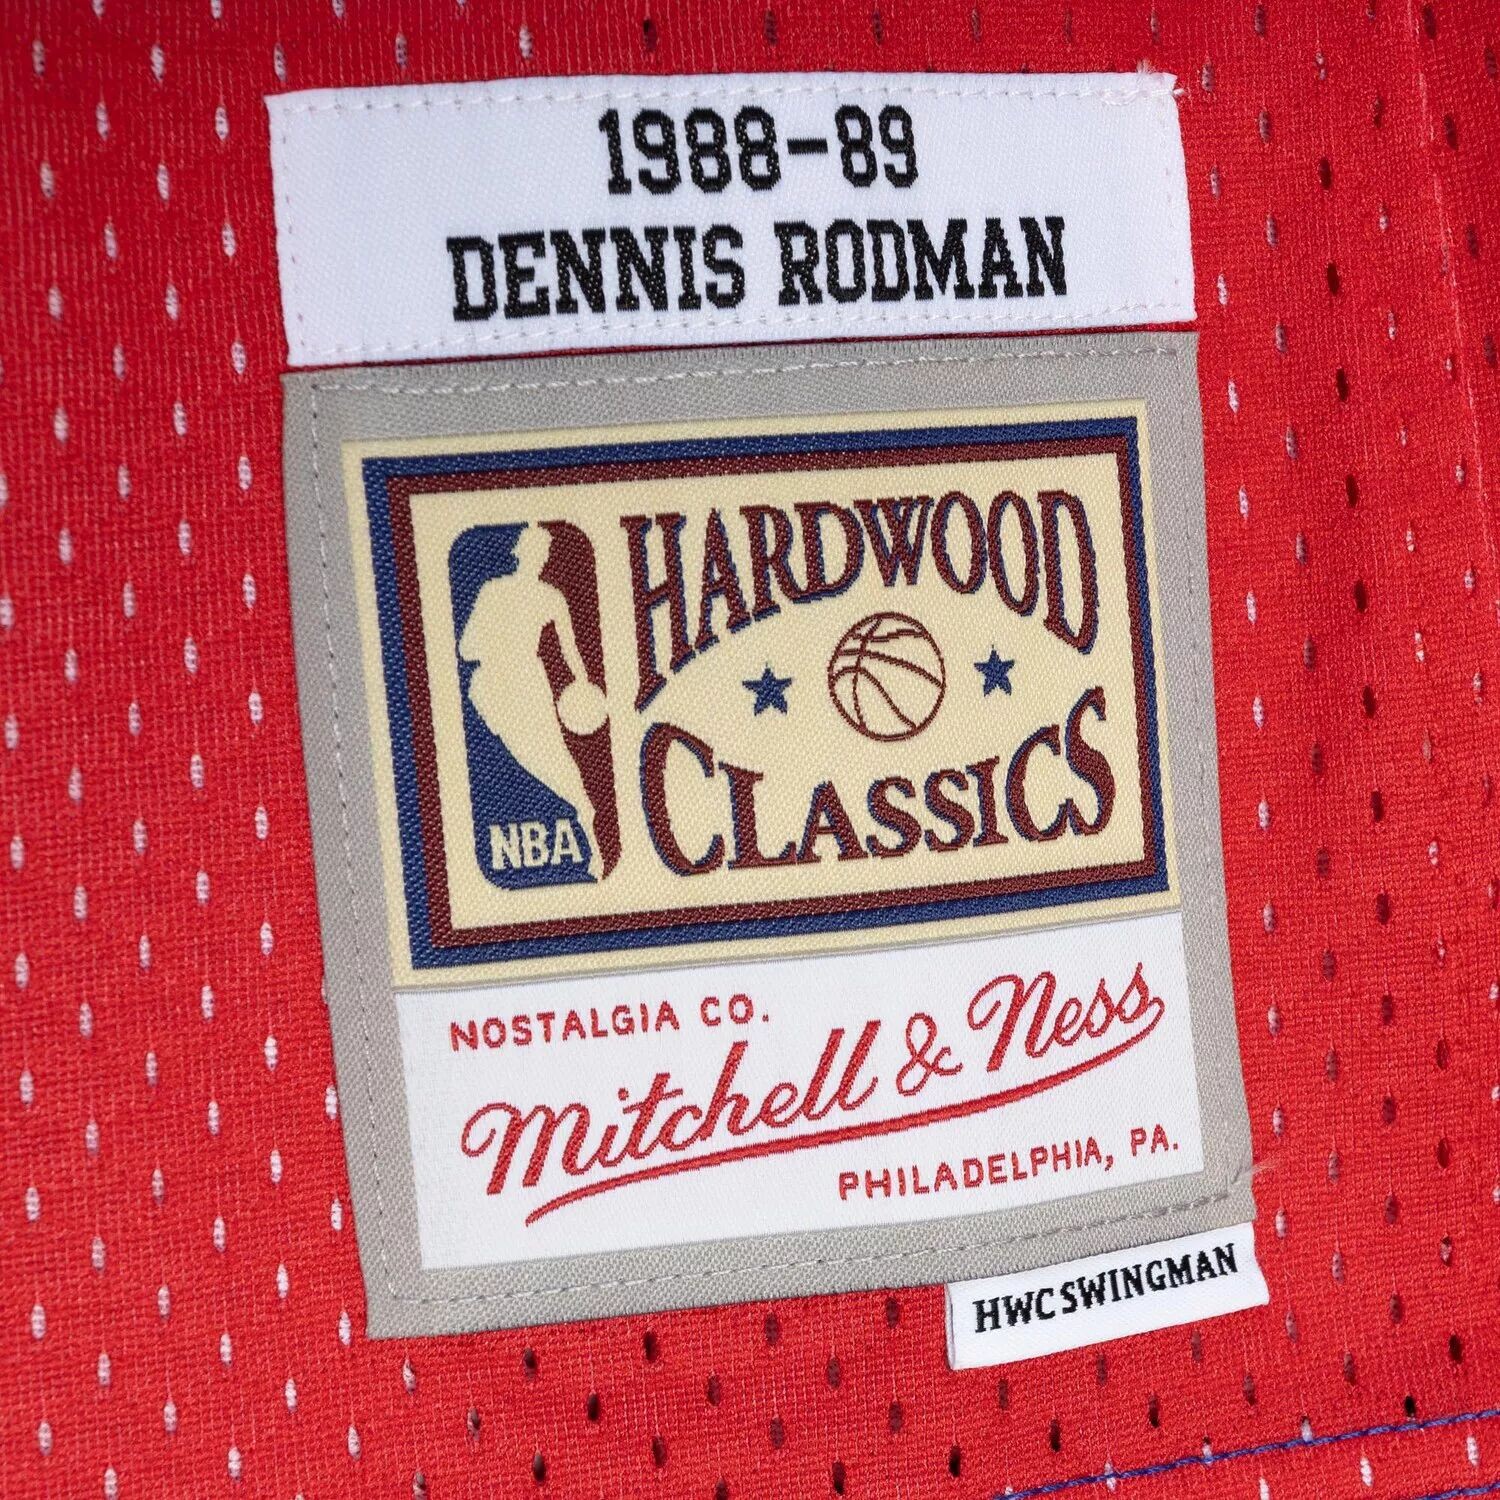 1988-89
DENNIS RODMAN
HARDWOOD
CLASSICS
NBA
NOSTALGIA CO.
Mitchell & Ness
PHILADELPHIA, PA.
HWC SWINGMAN